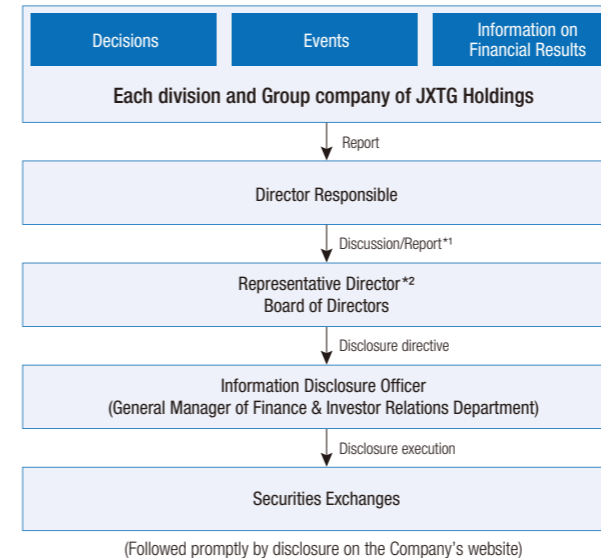 Decisions
Events
Information on
Financial Results
Each division and Group company of JXTG Holdings
Report
Director Responsible
Discussion/Report*1
Representative Director*2
Board of Directors
Disclosure directive
Information Disclosure Officer
(General Manager of Finance & Investor Relations Department)
Disclosure execution
Securities Exchanges
(Followed promptly by disclosure on the Company's website)